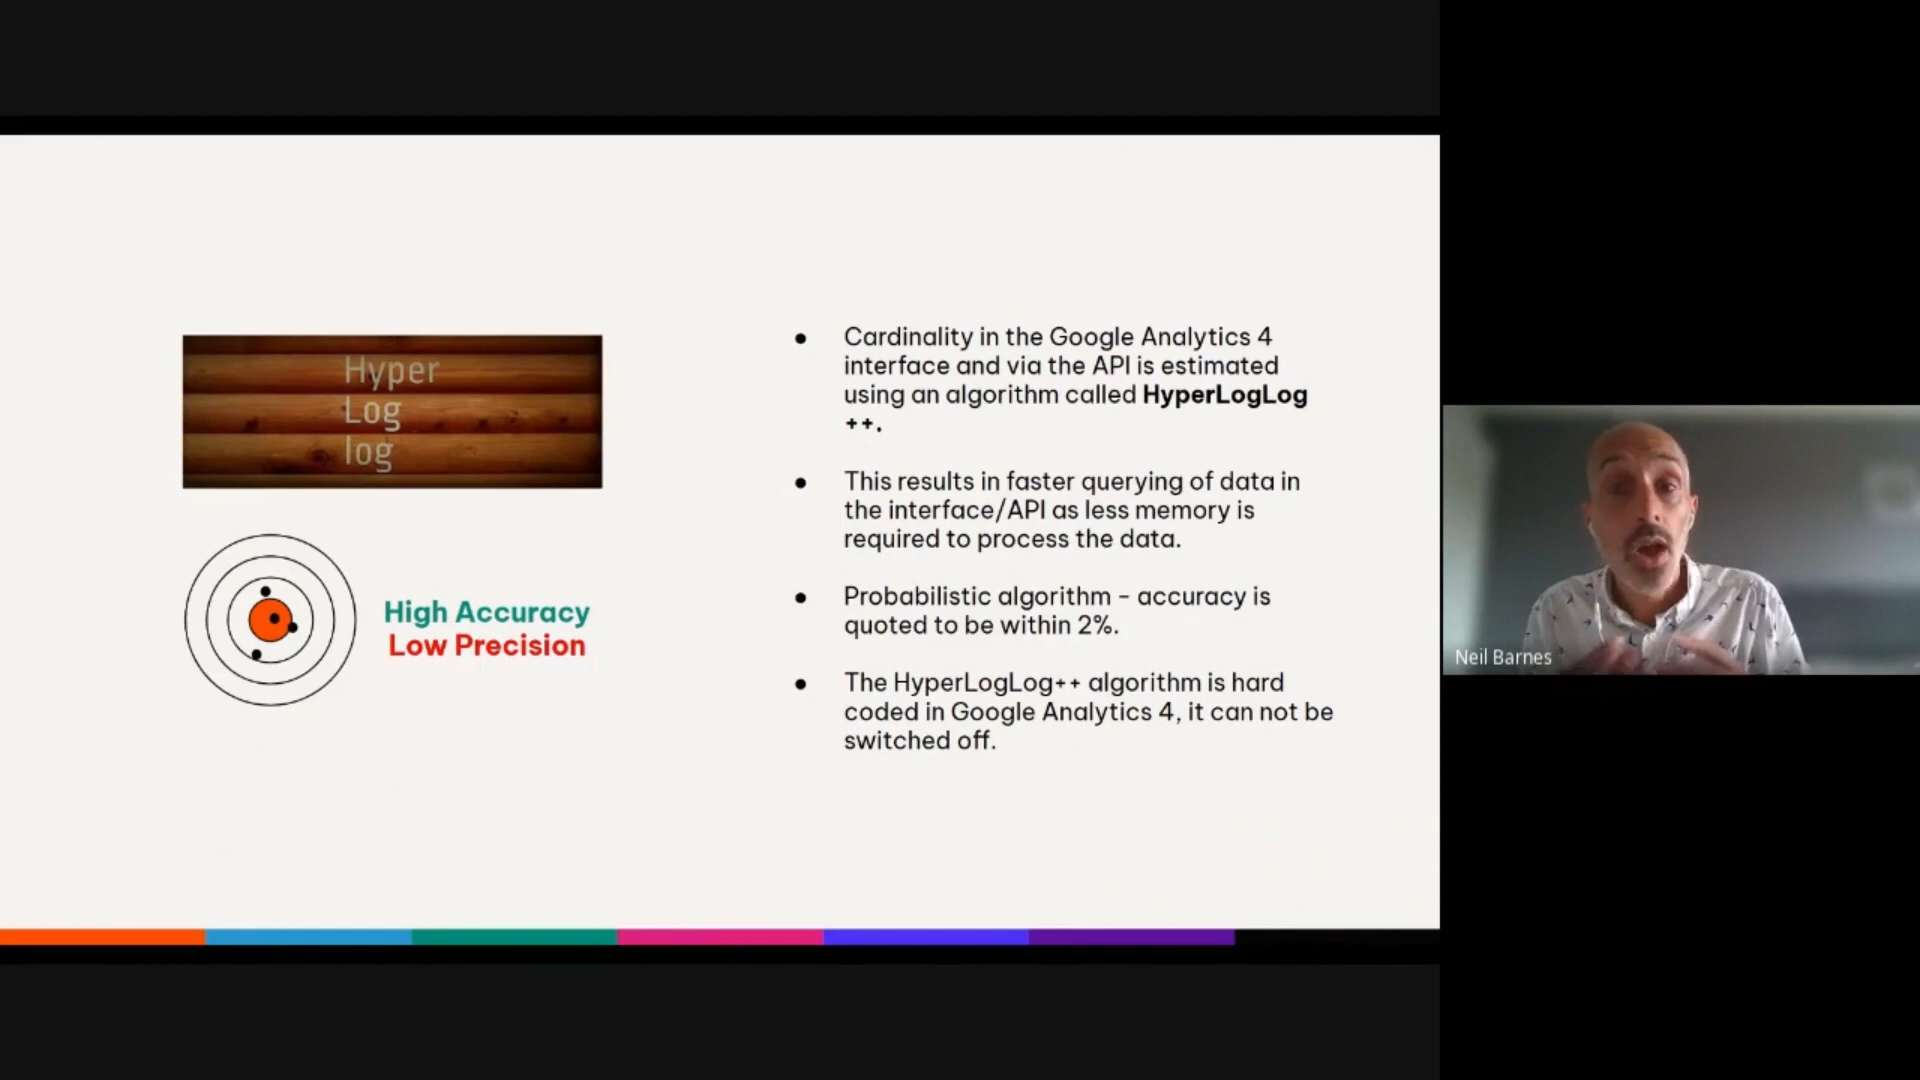 Hyper
Log
log
High Accuracy
Low Precision
● Cardinality in the Google Analytics 4
interface and via the API is estimated
using an algorithm called HyperLogLog
++.
● This results in faster querying of data in
the interface/API as less memory is
required to process the data.
● Probabilistic algorithm - accuracy is
quoted to be within 2%.
● The HyperLogLog++ algorithm is hard
coded in Google Analytics 4, it can not be
switched off.
Neil Barnes